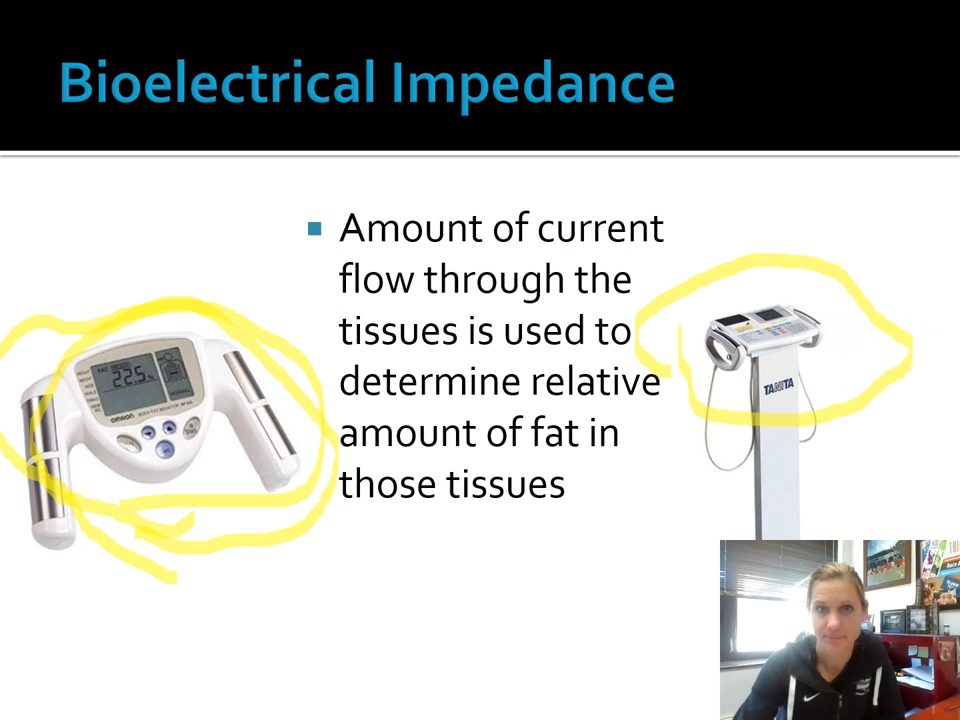 Bioelectrical Impedance
Amount of current
flow through the
tissues is used to
determine relative
amount of fat in
those tissues
22.5
OMRON
TANITA